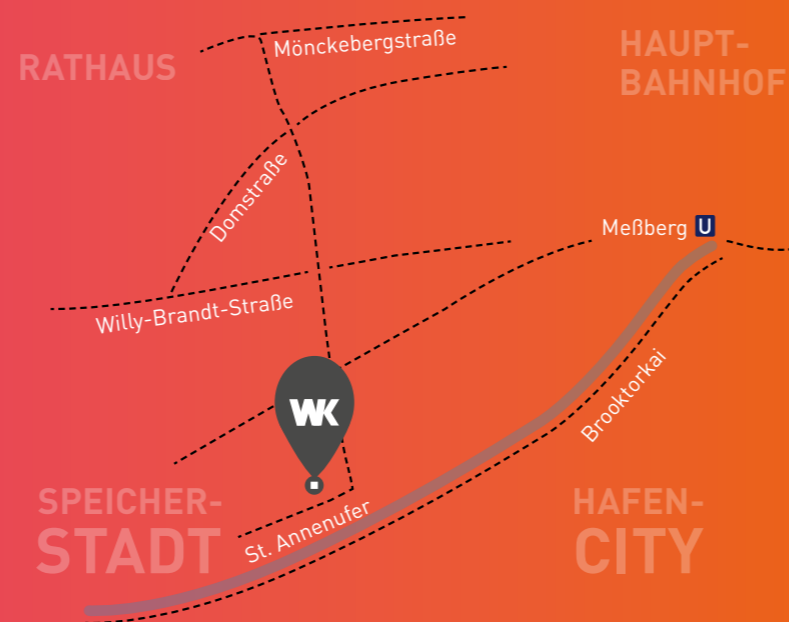 Mönckebergstraße
RATHAUS
HAUPT-
BAHNHOF
Domstraße
Meßberg U
Willy-Brandt-Straße
WK
Brooktorkai
SPEICHER-
STADT
St. Annenufer
HAFEN-
CITY